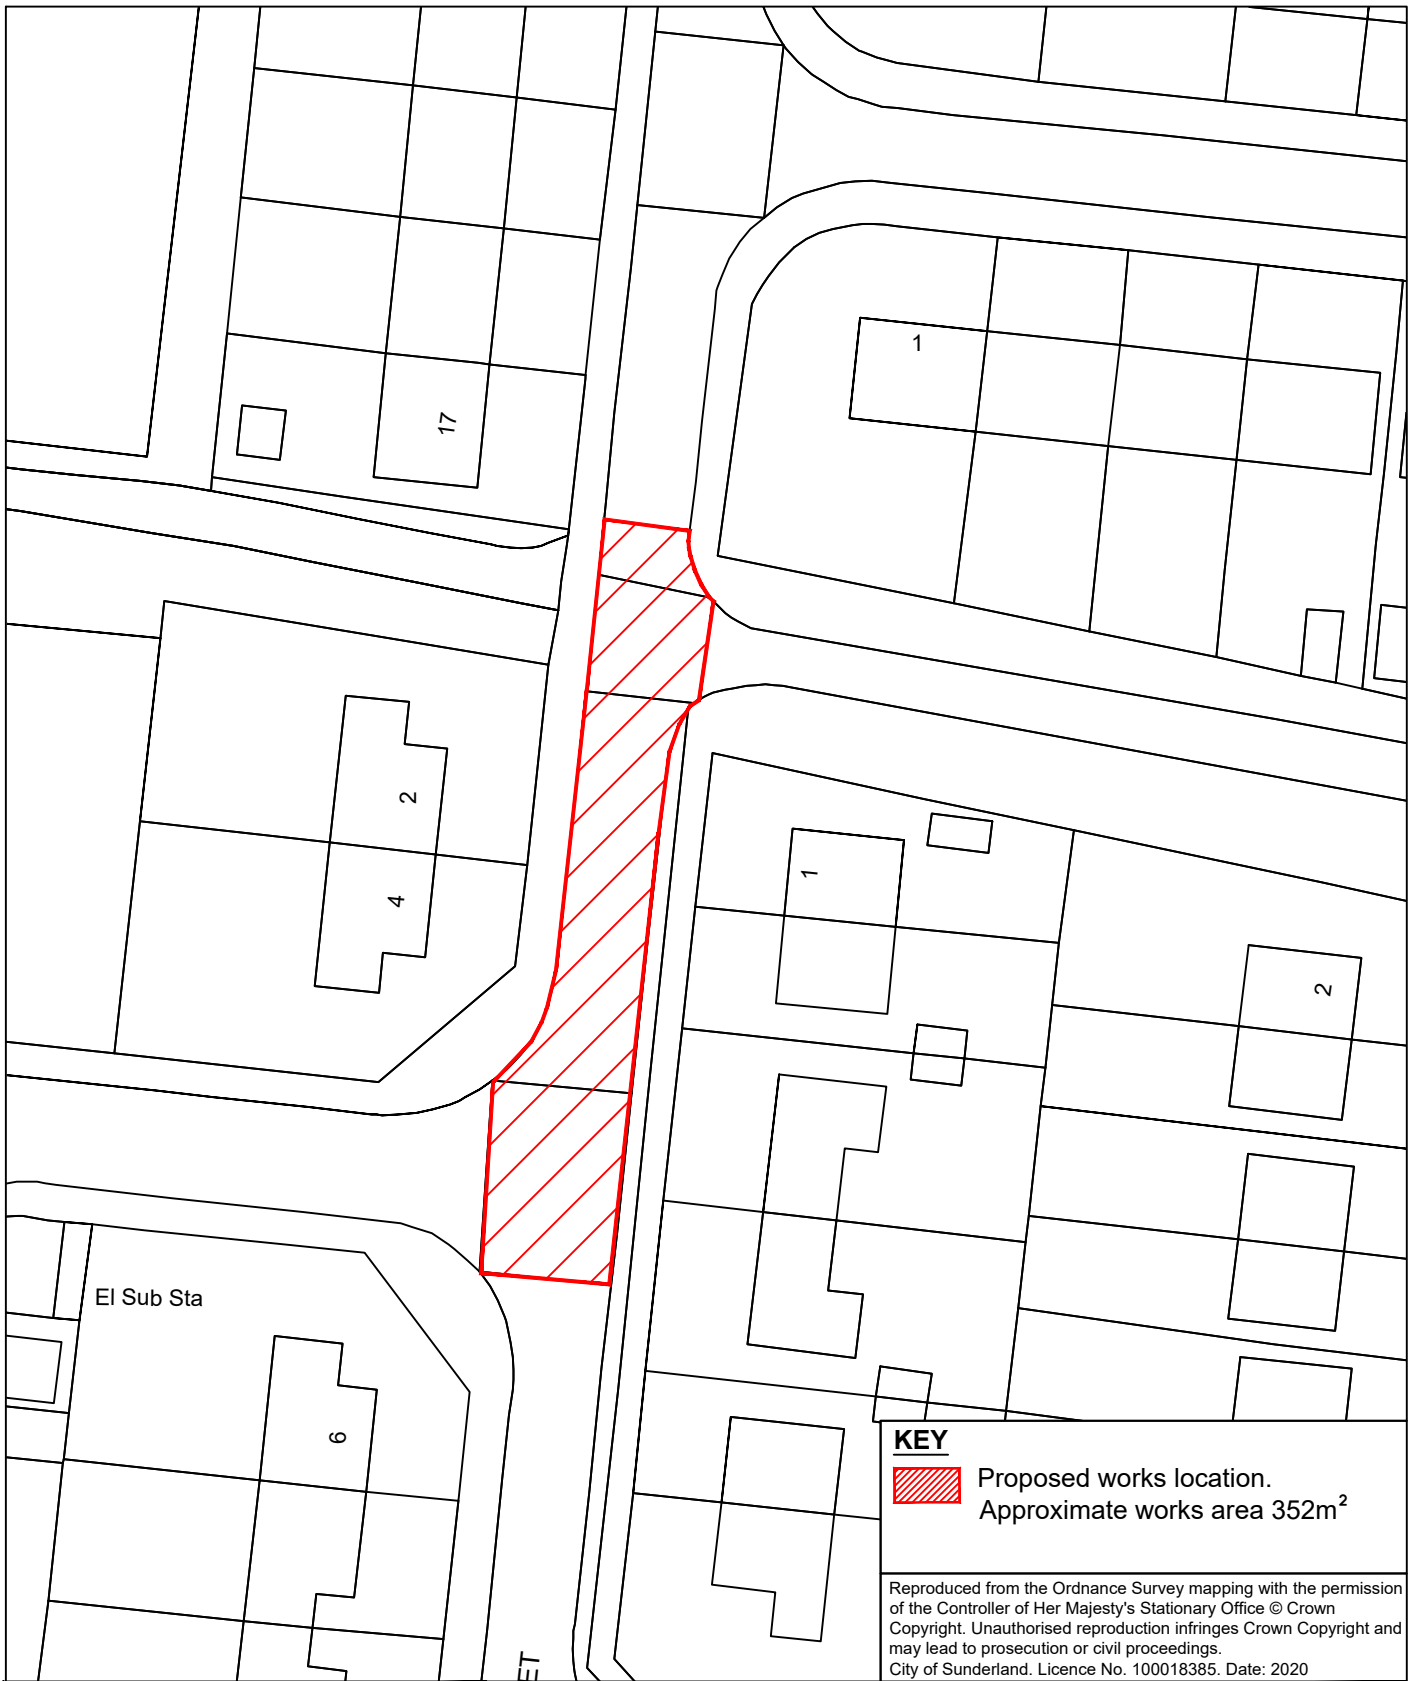 1
17
2
1
4
2
El Sub Sta
6
KEY
Proposed works location.
Approximate works area 352m²
Reproduced from the Ordnance Survey mapping with the permission
of the Controller of Her Majesty's Stationary Office © Crown
Copyright. Unauthorised reproduction infringes Crown Copyright and
may lead to prosecution or civil proceedings.
City of Sunderland. Licence No. 100018385. Date: 2020
ET